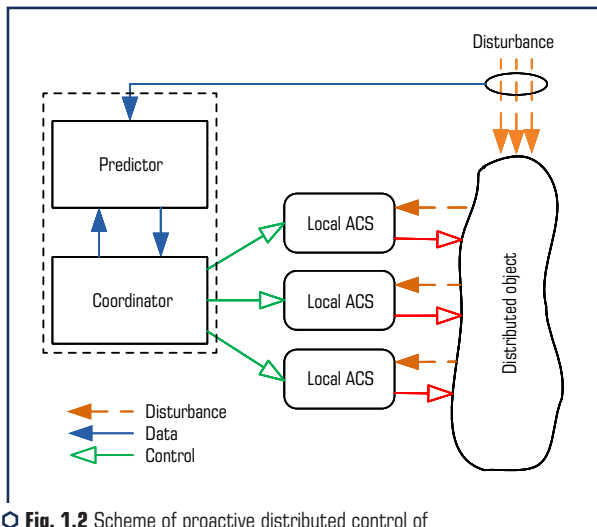 Disturbance
Predictor
Local ACS
Coordinator
Local ACS
Distributed object
Local ACS
Disturbance
Data
Control
Fig. 1.2 Scheme of proactive distributed control of